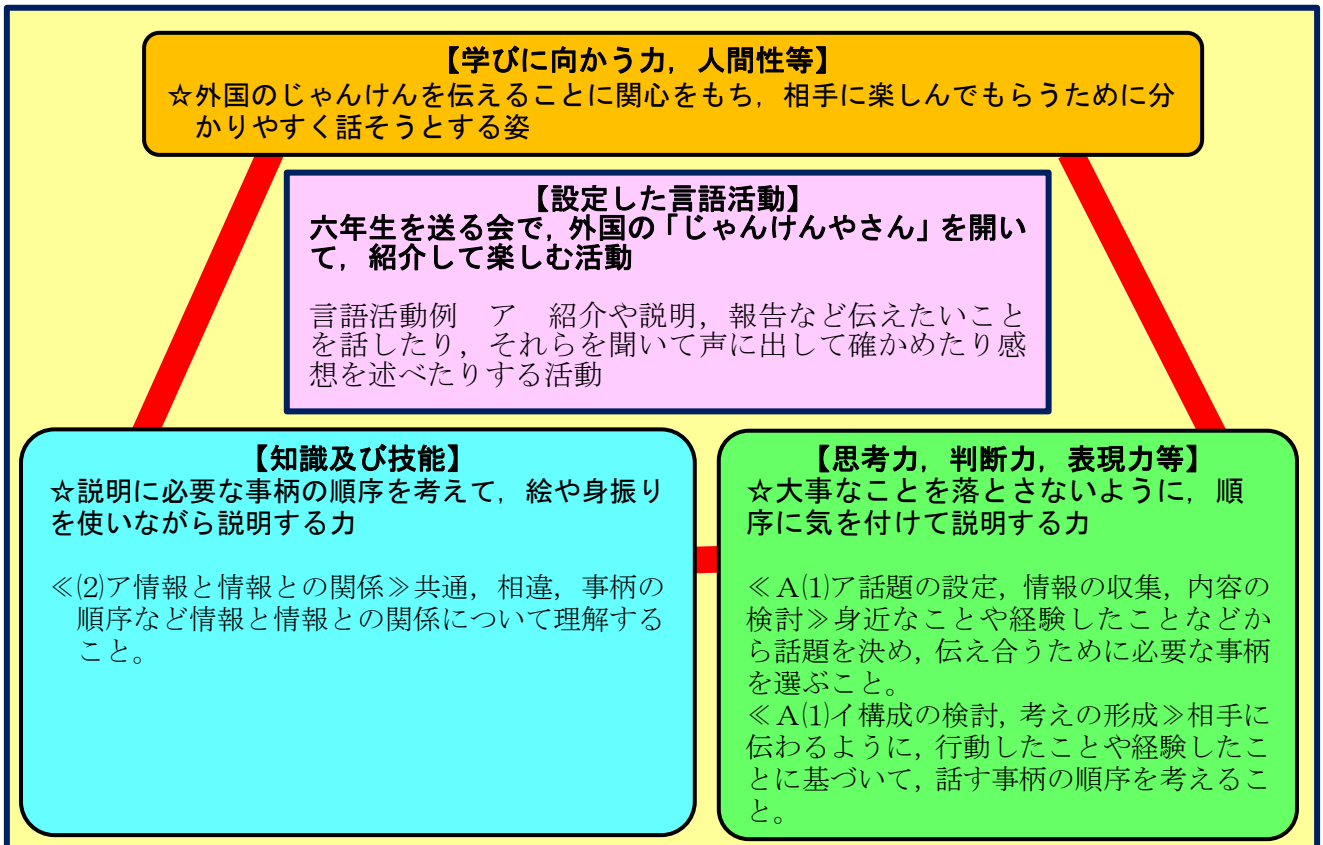 【学びに向かう力，人間性等】
☆外国のじゃんけんを伝えることに関心をもち，相手に楽しんでもらうために分
かりやすく話そうとする姿
【設定した言語活動】
六年生を送る会で，外国の「じゃんけんやさん」を開い
て，紹介して楽しむ活動
言語活動例　ア　紹介や説明，報告など伝えたいこと
を話したり，それらを聞いて声に出して確かめたり感
想を述べたりする活動
【知識及び技能】
☆説明に必要な事柄の順序を考えて，絵や身振り
を使いながら説明する力
≪⑵ア情報と情報との関係≫共通，相違，事柄の
順序など情報と情報との関係について理解する
こと。
【思考力，判断力，表現力等】
☆大事なことを落とさないように，順
序に気を付けて説明する力
≪Ａ⑴ア話題の設定，情報の収集，内容の
検討≫身近なことや経験したことなどか
ら話題を決め，伝え合うために必要な事柄
を選ぶこと。
≪Ａ⑴イ構成の検討，考えの形成≫相手に
伝わるように，行動したことや経験したこ
とに基づいて，話す事柄の順序を考えるこ
と。